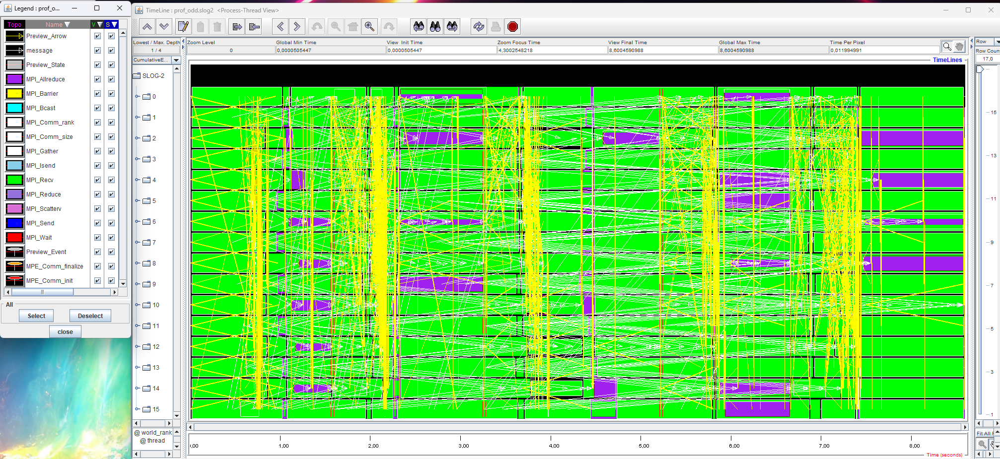 Legend : prof_o...
Topo Name V S
Preview_Arrow
message
Preview_State
MPI_Allreduce
MPI_Barrier
MPI_Bcast
MPI_Comm_rank
MPI_Comm_size
MPI_Gather
MPI_Isend
MPI_Recv
MPI_Reduce
MPI_Scatterv
MPI_Send
MPI_Wait
Preview_Event
MPE_Comm_finalize
MPE_Comm_init
All
Select Deselect
close
TimeLine : prof_odd.slog2 <Process-Thread View>
Lowest / Max. Depth Zoom Level Global Min Time View Init Time Zoom Focus Time View Final Time Global Max Time Time Per Pixel
1 / 4 0 0,0000505447 0,0000505447 4,3002548218 8,6004590988 8,6004590988 0,011994991
CumulativeE...
TimeLines
SLOG-2
0
1
2
3
4
5
6
7
8
9
10
11
12
13
14
15
@ world_rank
@ thread
Row
Row Coun
17,0
15
13
11
9
7
5
3
1
Fit All
,00 1,00 2,00 3,00 4,00 5,00 6,00 7,00 8,00
Time (seconds)